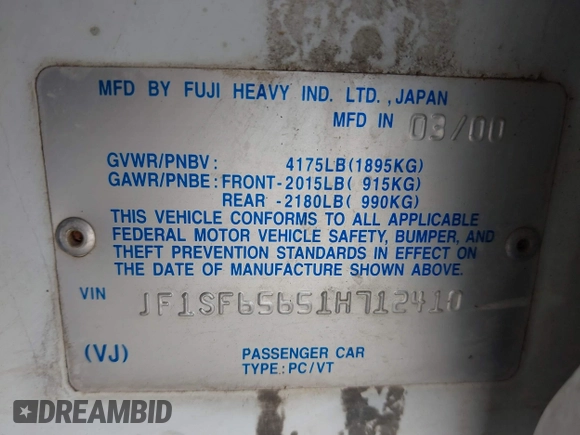 MFD BY FUJI HEAVY IND. LTD. ,JAPAN
MFD IN 03/00
GVWR/PNBV: 4175LB(1895KG)
GAWR/PNBE: FRONT-2015LB( 915KG)
REAR -2180LB( 990KG)
THIS VEHICLE CONFORMS TO ALL APPLICABLE
FEDERAL MOTOR VEHICLE SAFETY, BUMPER, AND
THEFT PREVENTION STANDARDS IN EFFECT ON
THE DATE OF MANUFACTURE SHOWN ABOVE.
VIN JF1SF65651H712410
(VJ) PASSENGER CAR
TYPE: PC/VT
DREAMBID